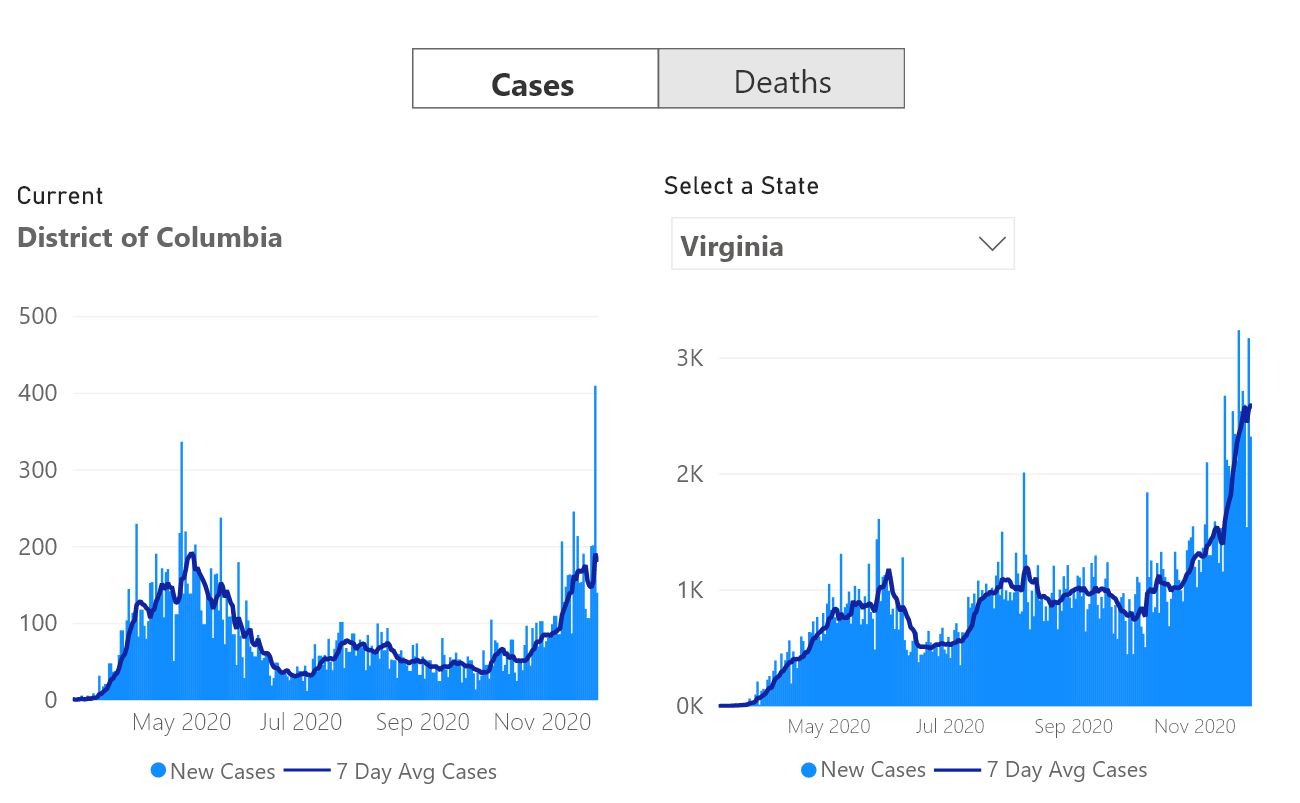 Cases
Deaths
Current
District of Columbia
500
400
300
200
100
0
May 2020
Jul 2020
Sep 2020
Nov 2020
New Cases
7 Day Avg Cases
Select a State
Virginia
3K
2K
1K
0K
May 2020
Jul 2020
Sep 2020
Nov 2020
New Cases
7 Day Avg Cases